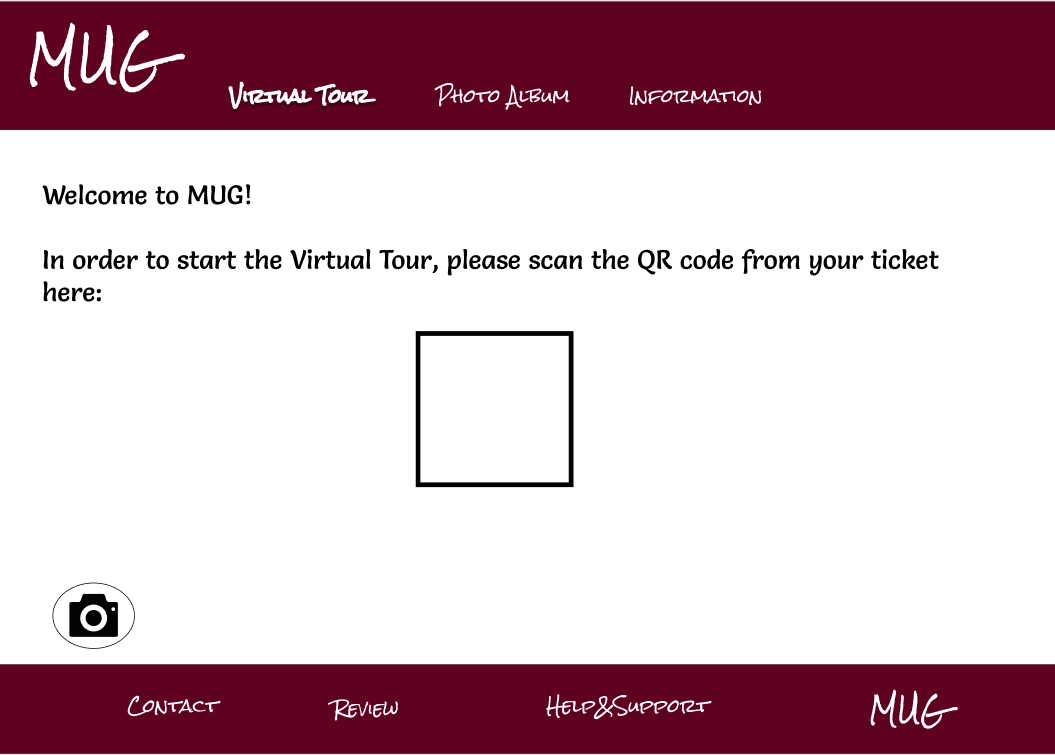 MUG
Virtual Tour
Photo Album
Information
Welcome to MUG!
In order to start the Virtual Tour, please scan the QR code from your ticket
here:
Contact
Review
Help&Support
MUG